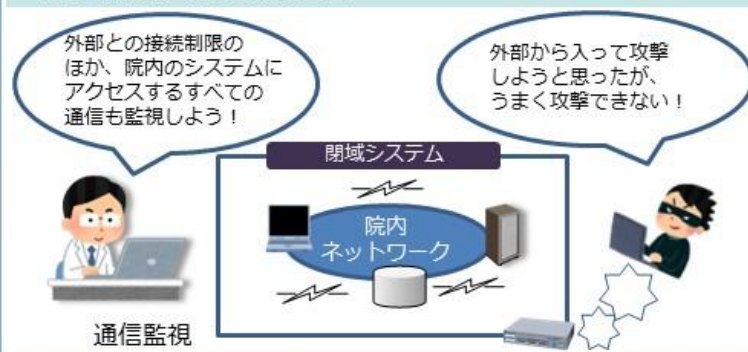 外部との接続制限の
ほか、院内のシステムに
アクセスするすべての
通信も監視しよう！
外部から入って攻撃
しようと思ったが、
うまく攻撃できない！
閉域システム
院内
ネットワーク
通信監視